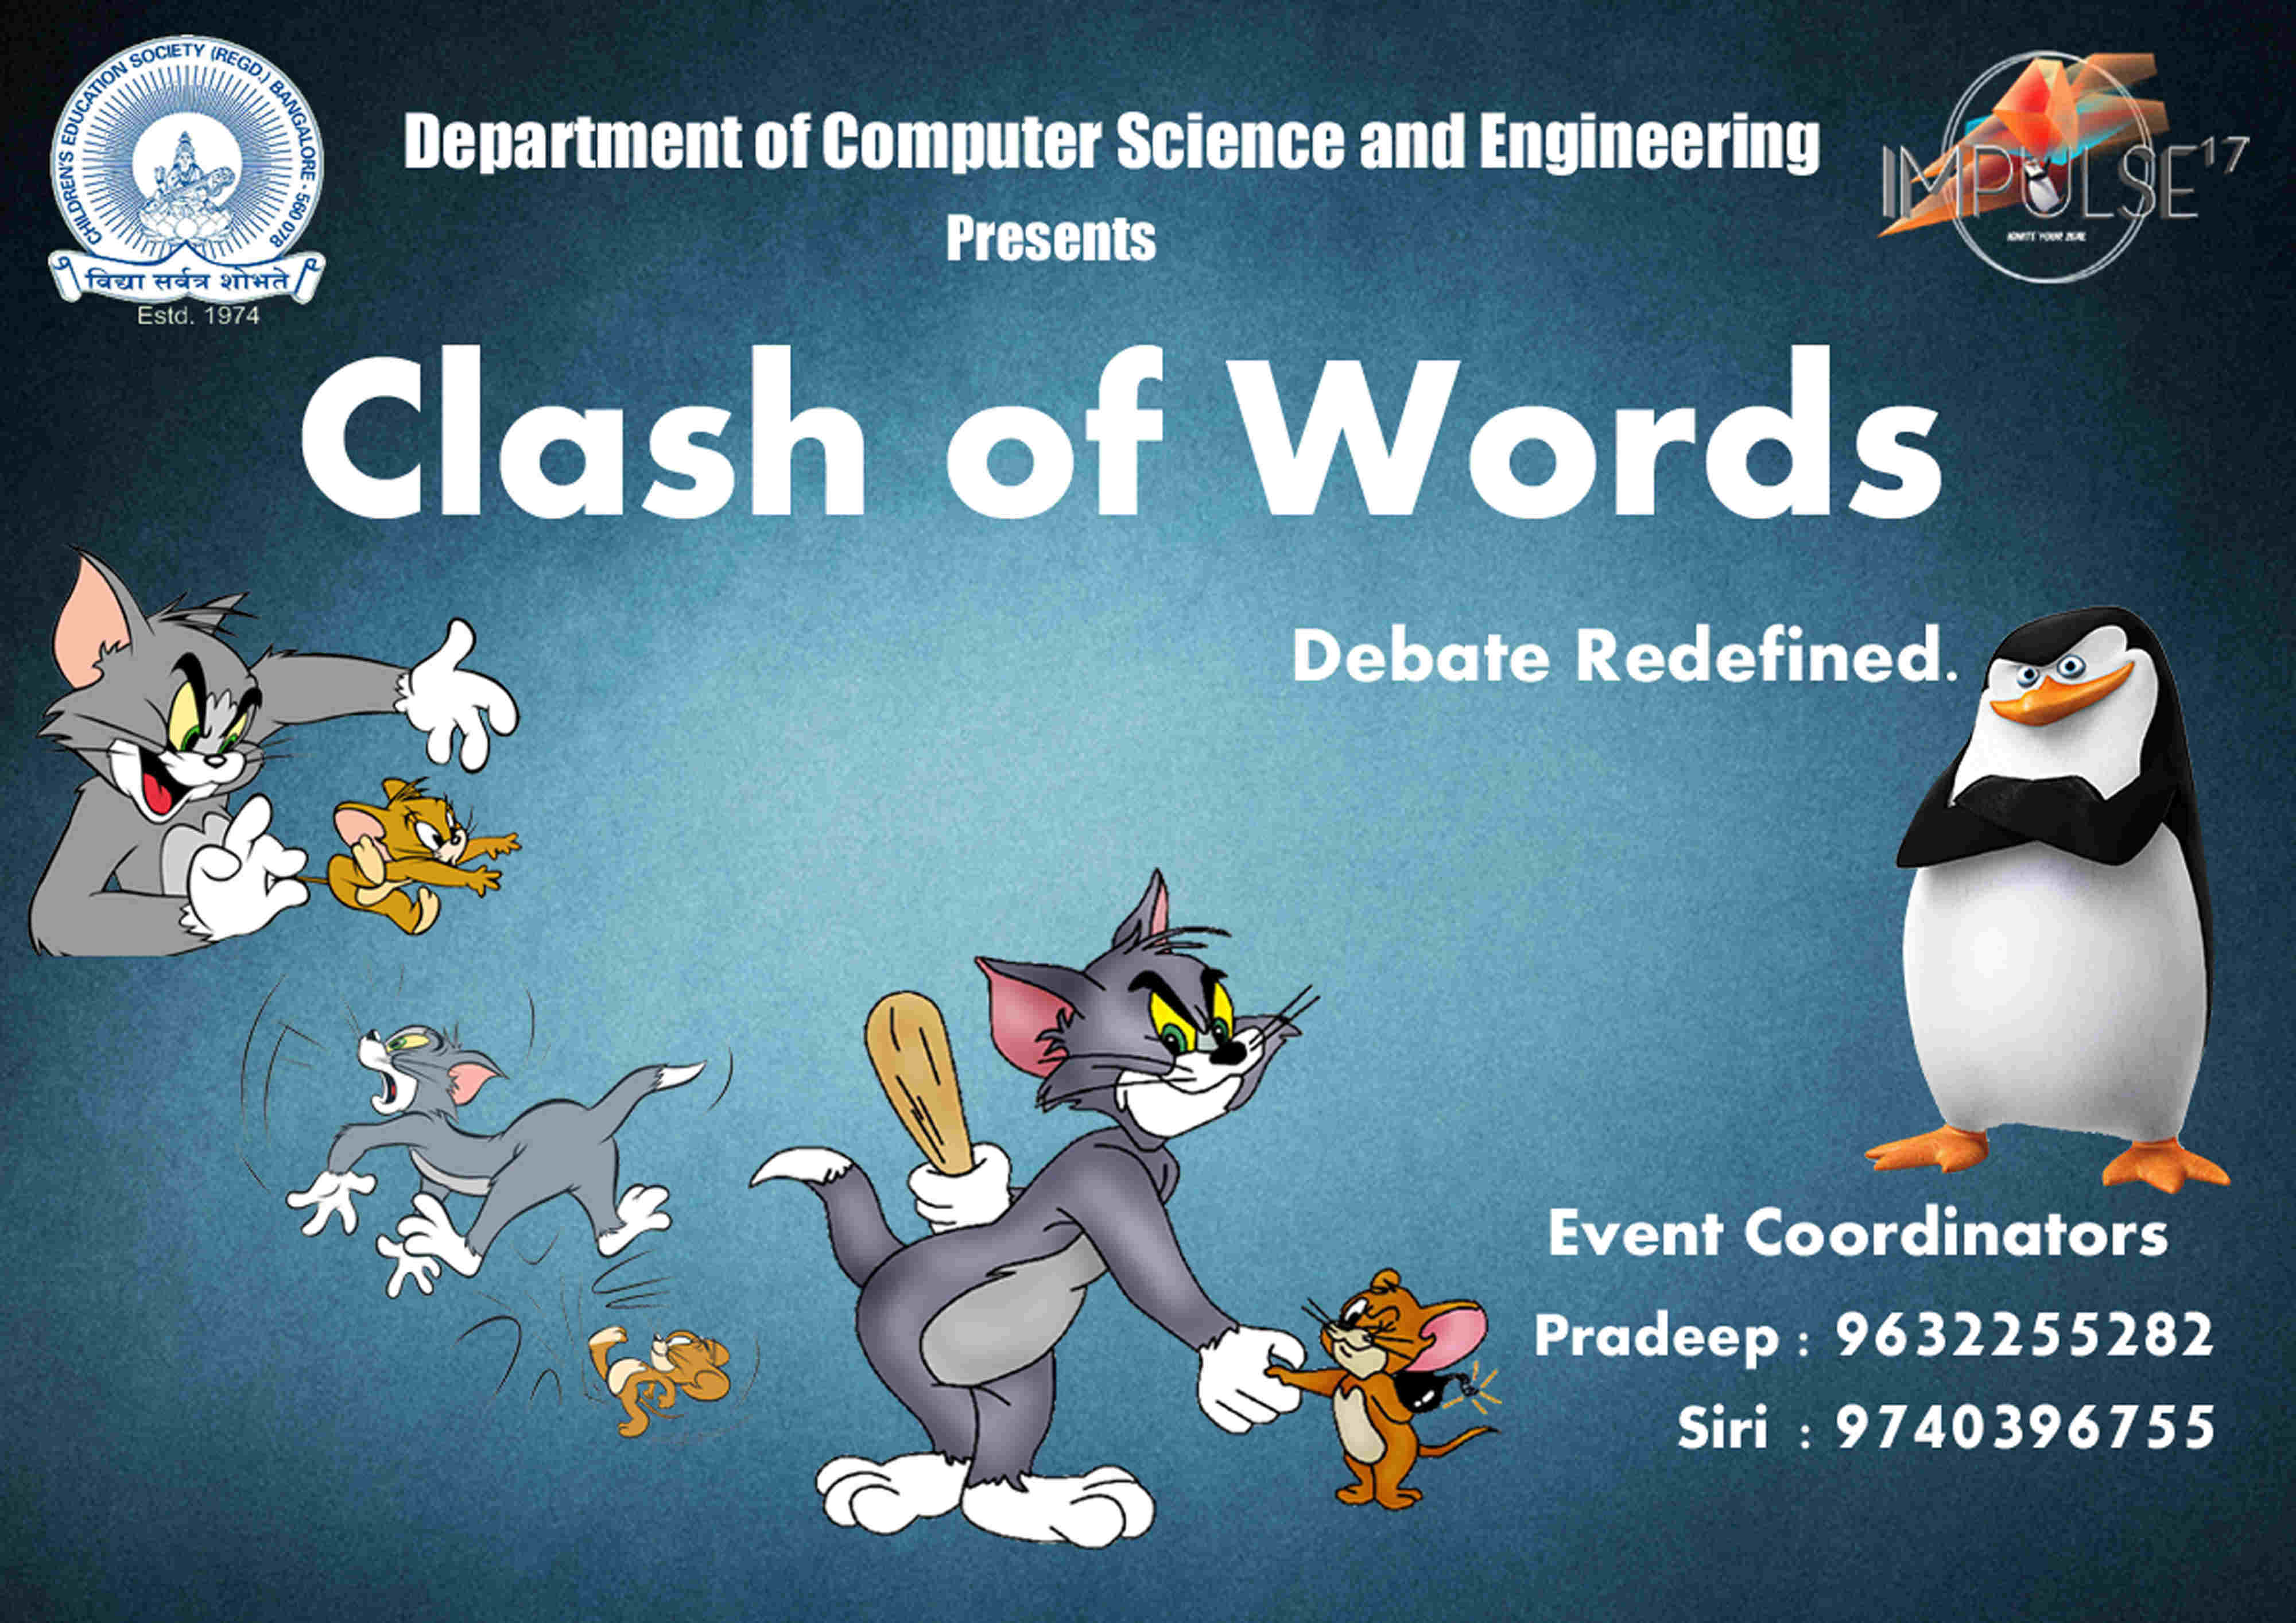 CHILDREN'S EDUCATION SOCIETY (REGD.) BANGALORE - 560 078
विद्या सर्वत्र शोभते
Estd. 1974
Department of Computer Science and Engineering
Presents
IMPULSE'17
IGNITE YOUR ZEAL
Clash of Words
Debate Redefined.
Event Coordinators
Pradeep : 9632255282
Siri : 9740396755